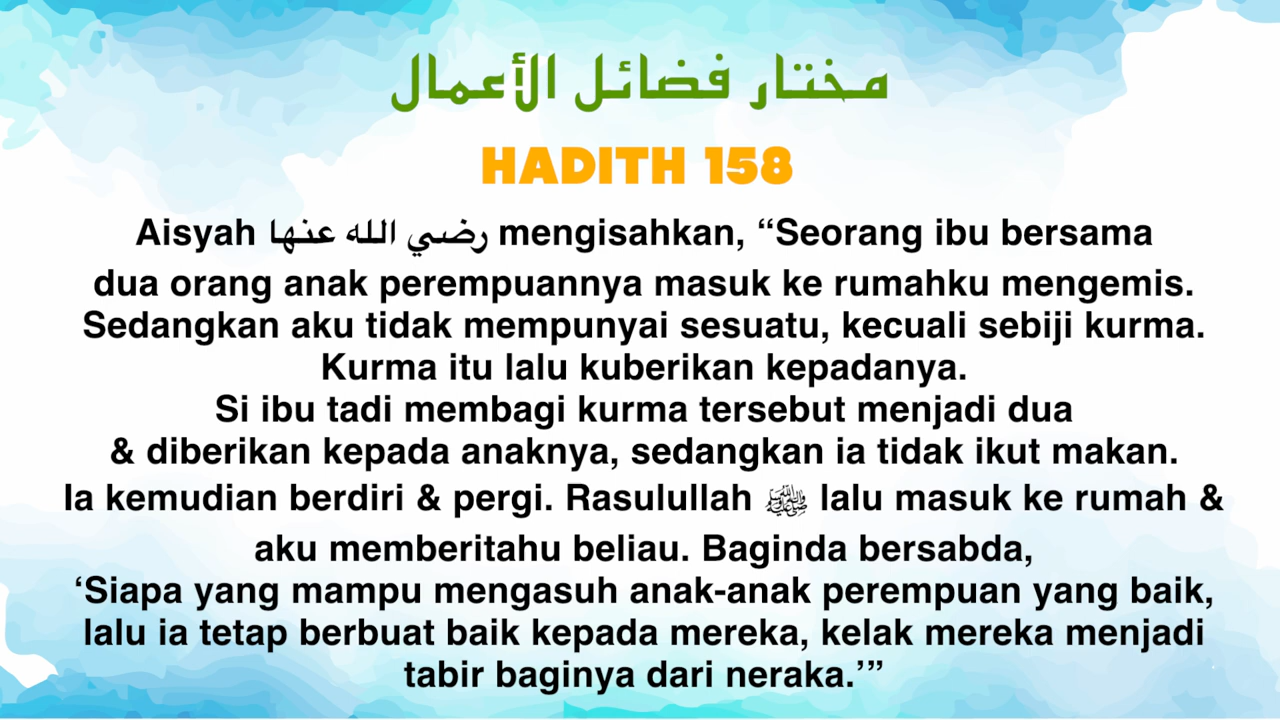 مختار فضائل الأعمال
HADITH 158
Aisyah رضي الله عنها mengisahkan, “Seorang ibu bersama
dua orang anak perempuannya masuk ke rumahku mengemis.
Sedangkan aku tidak mempunyai sesuatu, kecuali sebiji kurma.
Kurma itu lalu kuberikan kepadanya.
Si ibu tadi membagi kurma tersebut menjadi dua
& diberikan kepada anaknya, sedangkan ia tidak ikut makan.
Ia kemudian berdiri & pergi. Rasulullah ﷺ lalu masuk ke rumah &
aku memberitahu beliau. Baginda bersabda,
‘Siapa yang mampu mengasuh anak-anak perempuan yang baik,
lalu ia tetap berbuat baik kepada mereka, kelak mereka menjadi
tabir baginya dari neraka.’”